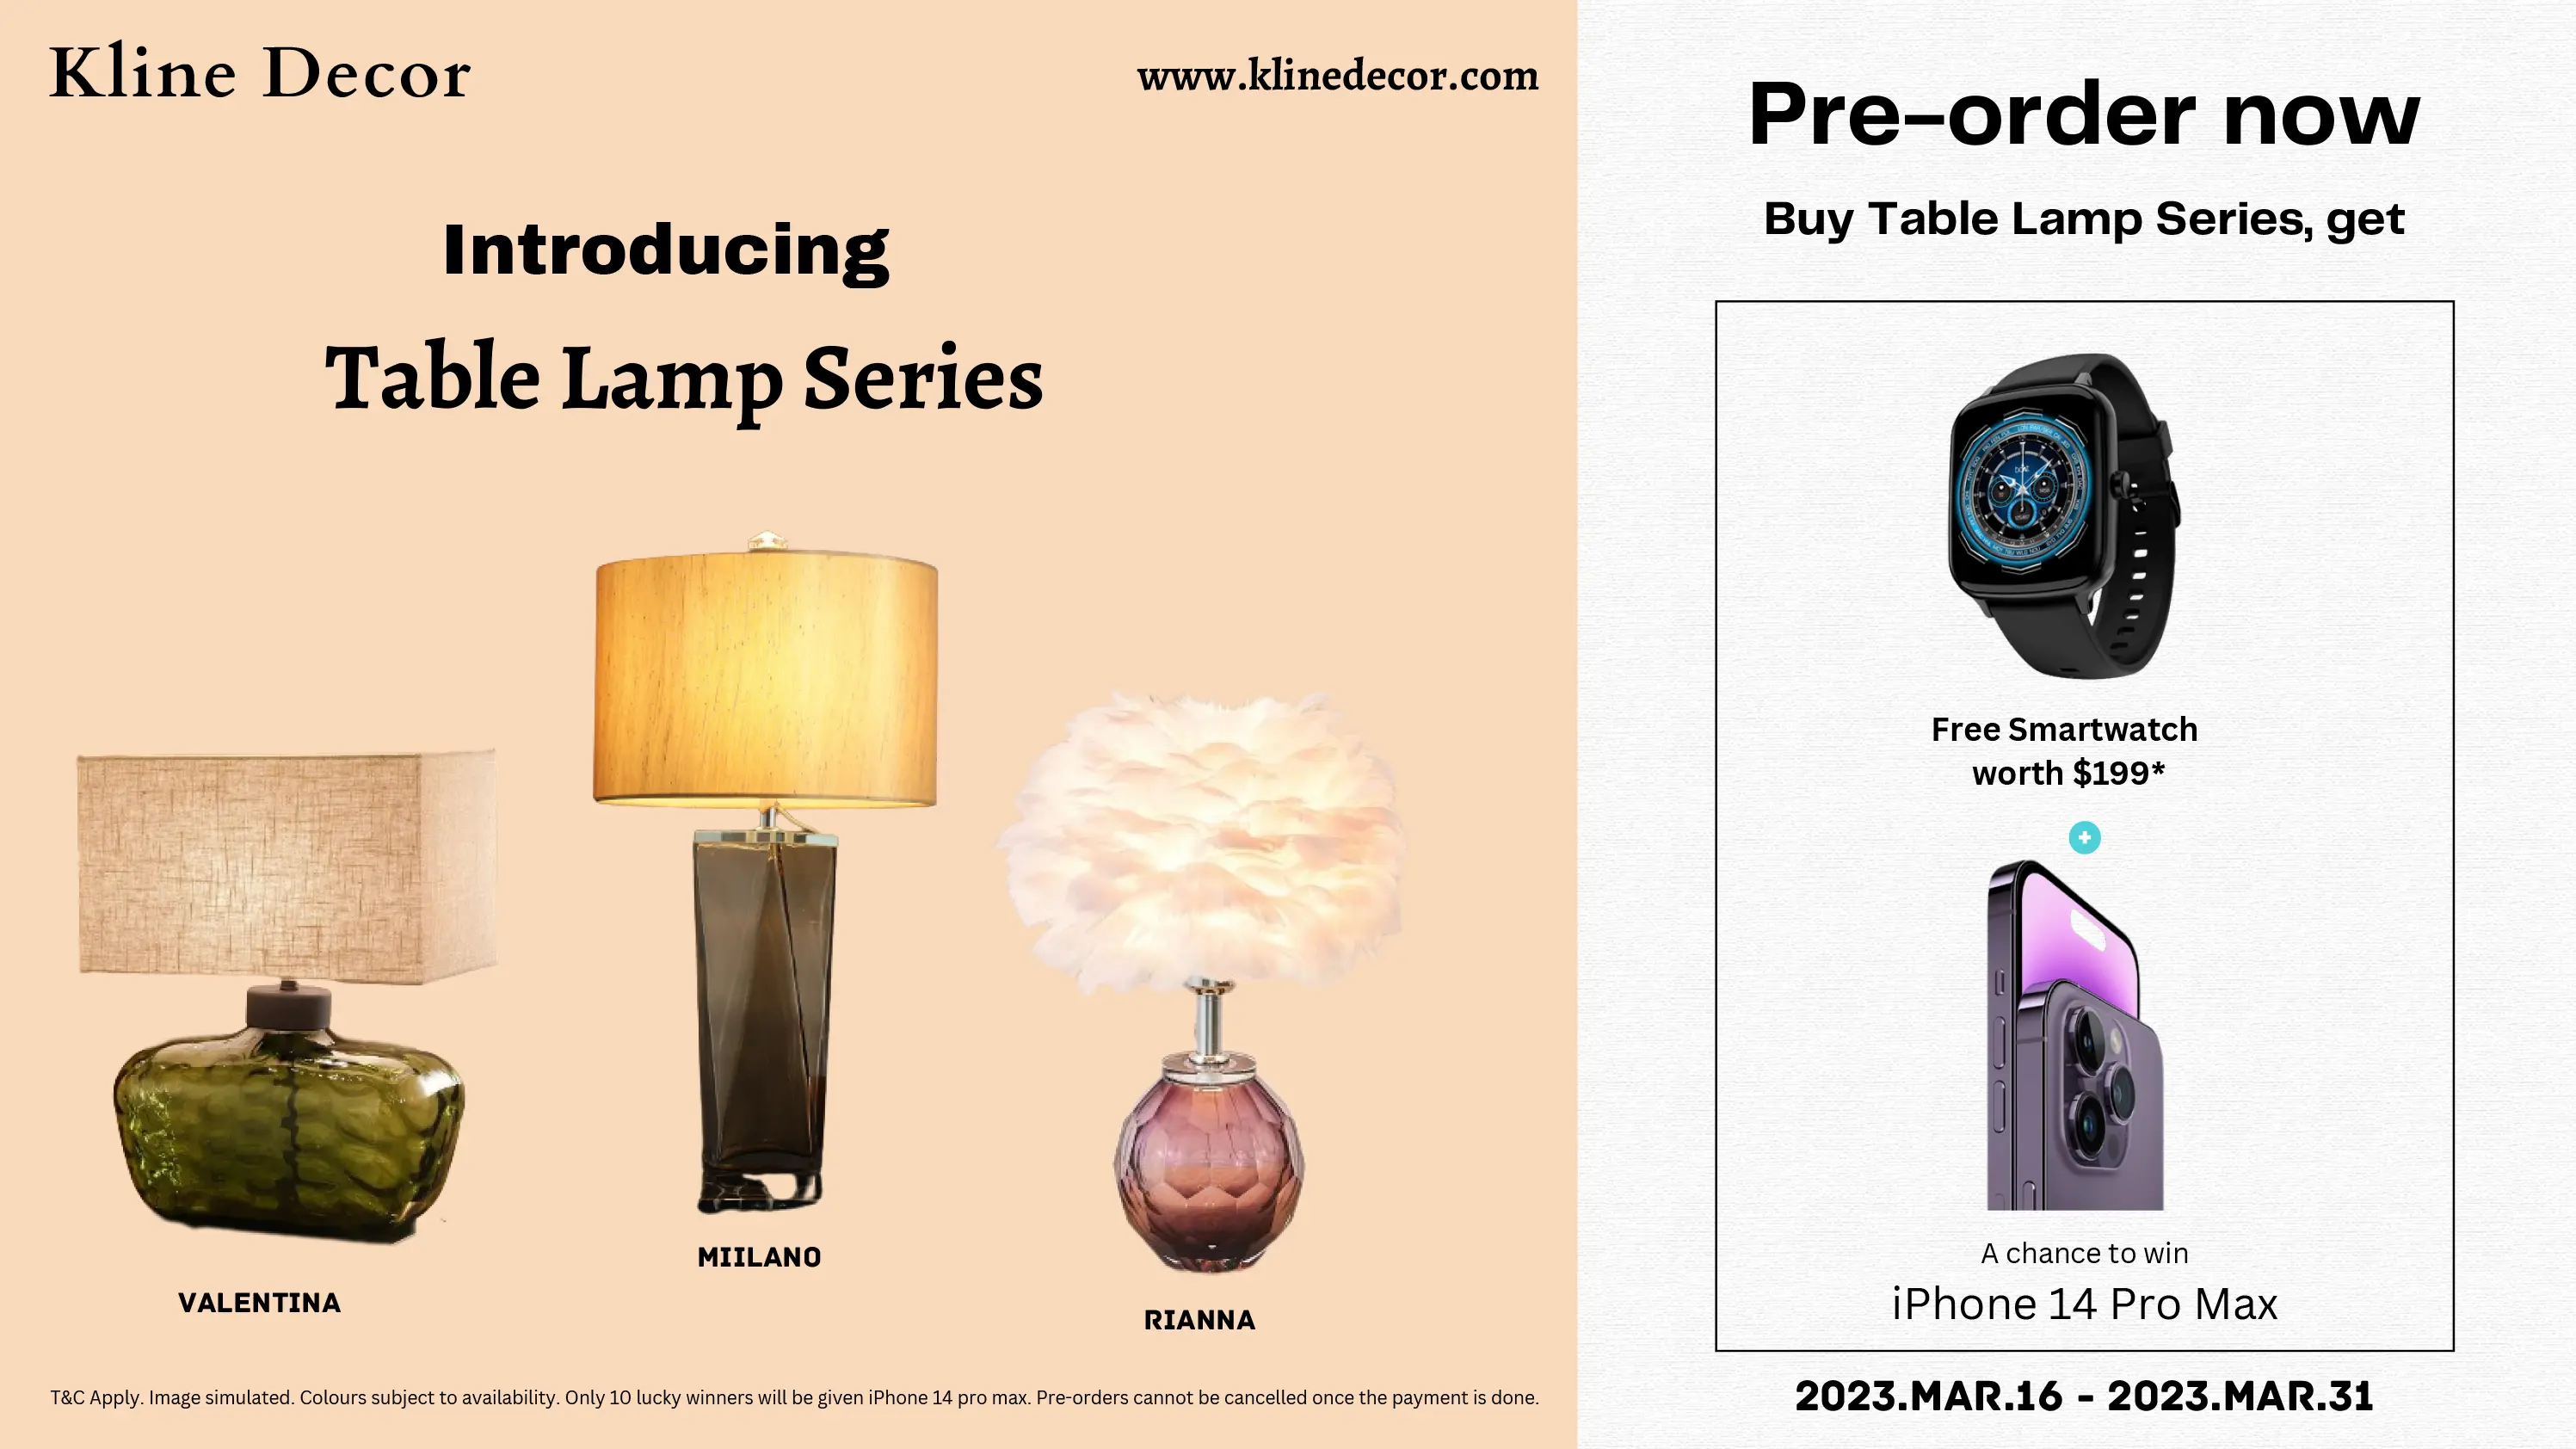 Kline Decor
www.klinedecor.com
Introducing
Table Lamp Series
VALENTINA
MIILANO
RIANNA
T&C Apply. Image simulated. Colours subject to availability. Only 10 lucky winners will be given iPhone 14 pro max. Pre-orders cannot be cancelled once the payment is done.
Pre-order now
Buy Table Lamp Series, get
Free Smartwatch
worth $199*
+
A chance to win
iPhone 14 Pro Max
2023.MAR.16 - 2023.MAR.31